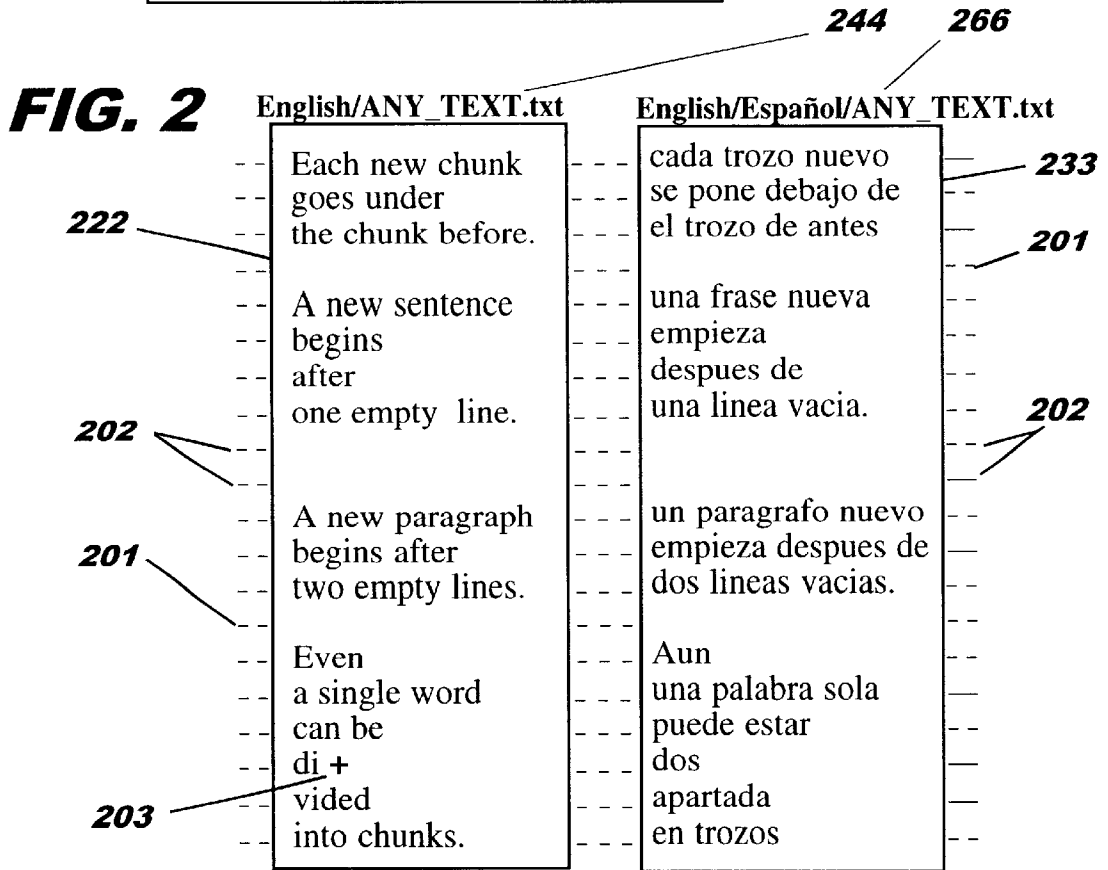 244 266
FIG. 2
English/ANY_TEXT.txt
Each new chunk
goes under
the chunk before.
A new sentence
begins
after
one empty line.
A new paragraph
begins after
two empty lines.
Even
a single word
can be
di +
vided
into chunks.
English/Español/ANY_TEXT.txt
cada trozo nuevo
se pone debajo de
el trozo de antes
una frase nueva
empieza
despues de
una linea vacia.
un paragrafo nuevo
empieza despues de
dos lineas vacias.
Aun
una palabra sola
puede estar
dos
apartada
en trozos
222
202
201
203
233
201
202